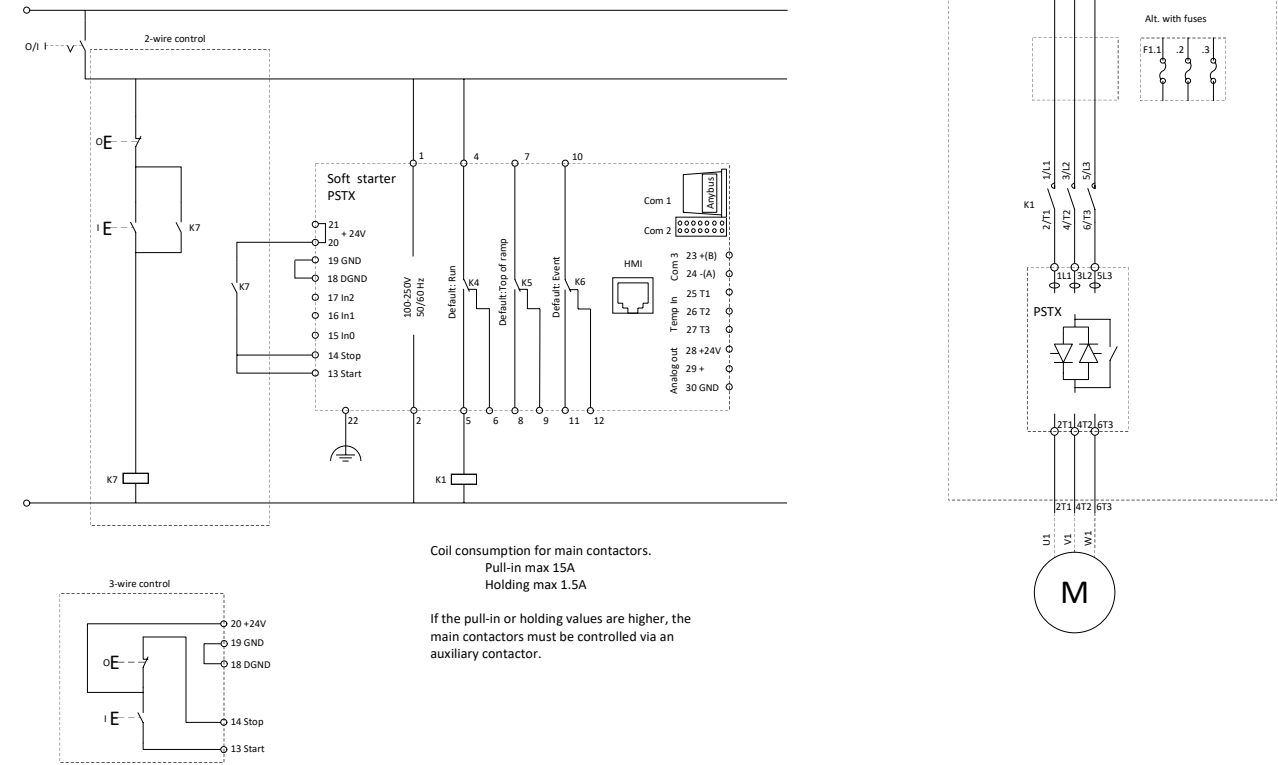 O/I
2-wire control
O
I
K7
K7
K7
Soft starter
PSTX
1
4
7
10
21
+ 24V
20
19 GND
18 DGND
17 In2
16 In1
15 In0
14 Stop
13 Start
22
100-250V
50/60 Hz
Default: Run
K4
Default:Top of ramp
K5
Default: Event
K6
HMI
Com 1
Anybus
Com 2
Com 3
23 +(B)
24 -(A)
Temp In
25 T1
26 T2
27 T3
Analog out
28 +24V
29 +
30 GND
2
5
6
8
9
11
12
K1
Coil consumption for main contactors.
Pull-in max 15A
Holding max 1.5A
If the pull-in or holding values are higher, the
main contactors must be controlled via an
auxiliary contactor.
3-wire control
O
I
20 +24V
19 GND
18 DGND
14 Stop
13 Start
Alt. with fuses
F1.1
.2
.3
K1
1/L1
3/L2
5/L3
2/T1
4/T2
6/T3
1L1
3L2
5L3
PSTX
2T1
4T2
6T3
2T1
4T2
6T3
U1
V1
W1
M